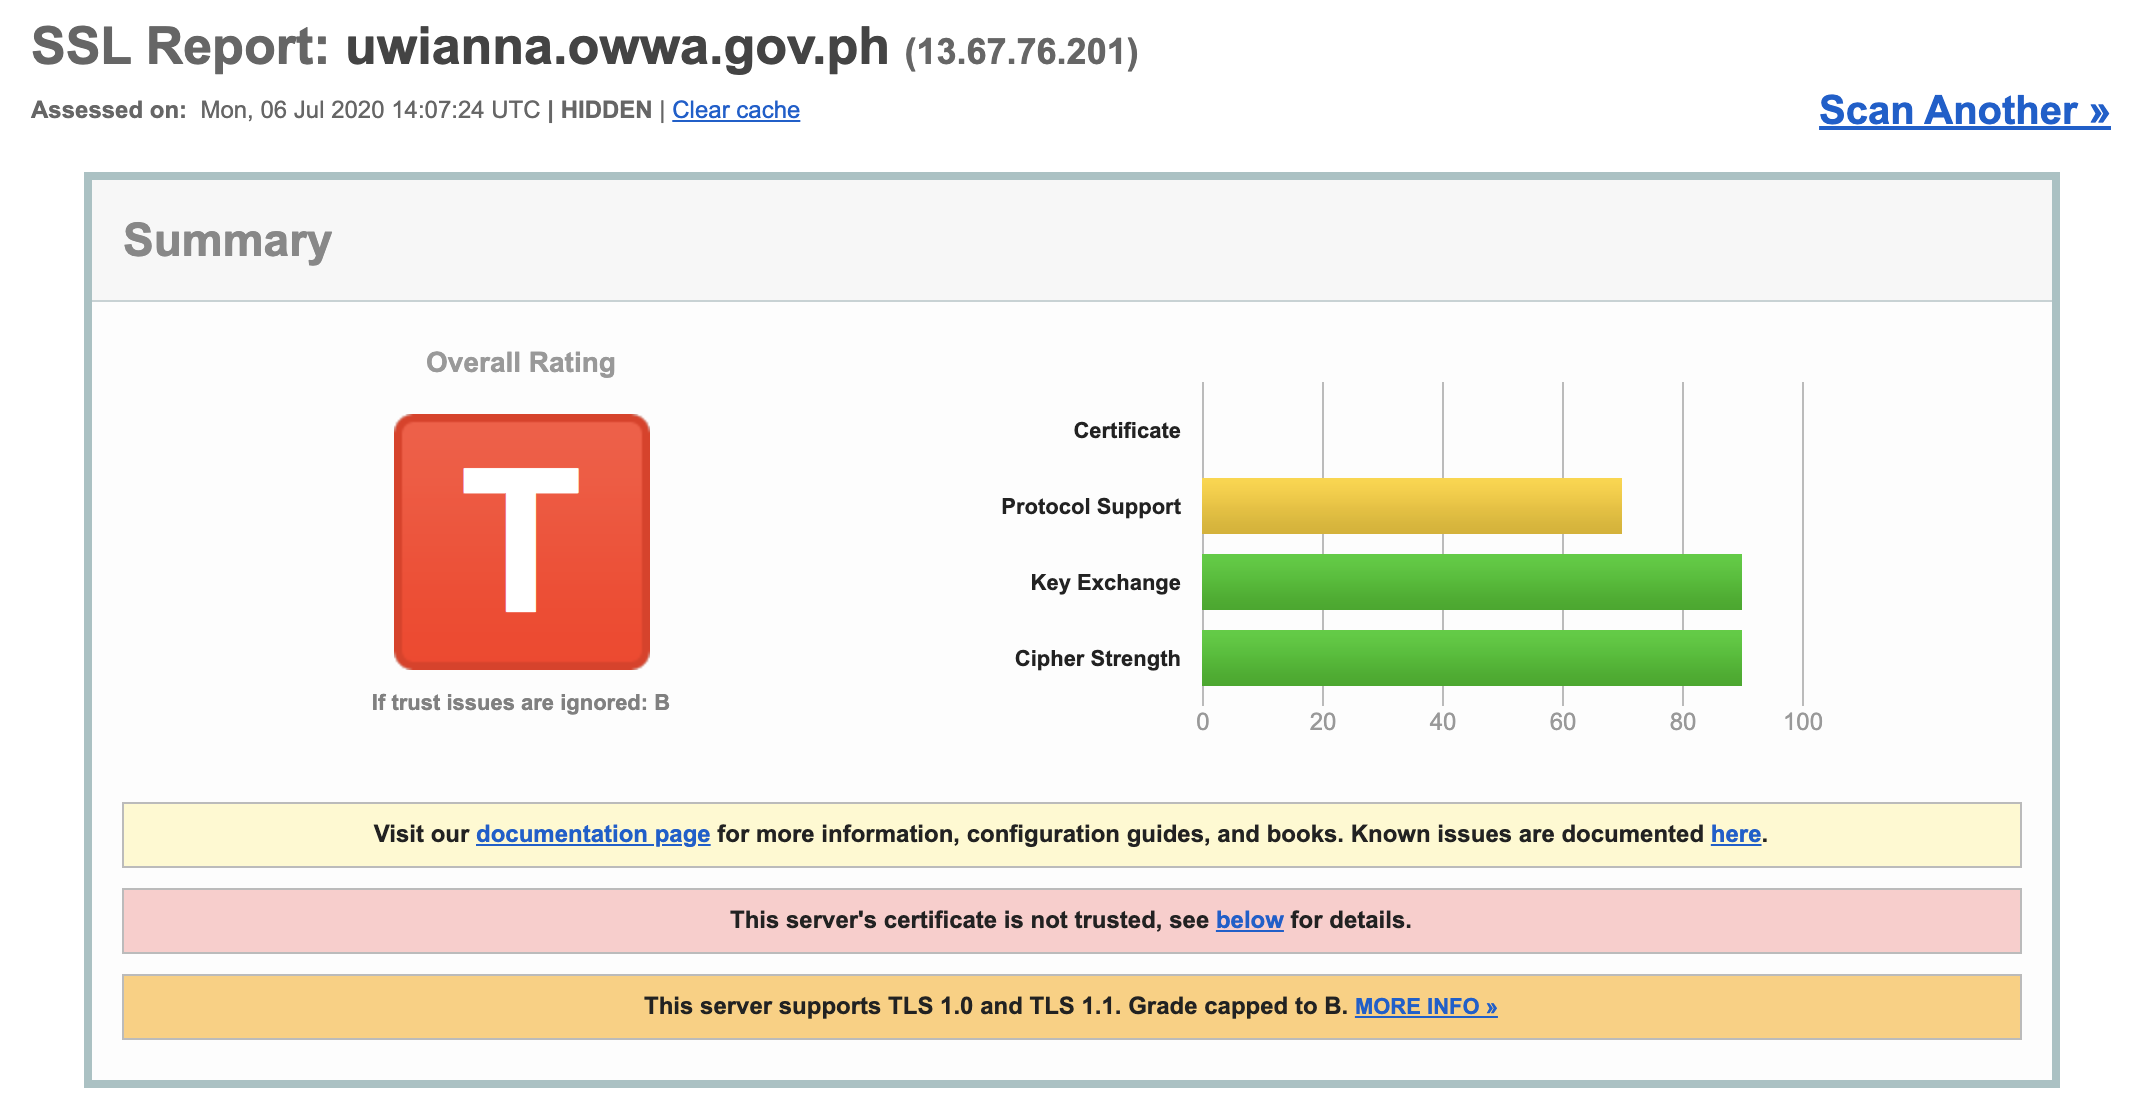 SSL Report: uwianna.owwa.gov.ph (13.67.76.201)
Assessed on: Mon, 06 Jul 2020 14:07:24 UTC | HIDDEN | Clear cache
Scan Another »
Summary
Overall Rating
T
If trust issues are ignored: B
Certificate
Protocol Support
Key Exchange
Cipher Strength
0 20 40 60 80 100
Visit our documentation page for more information, configuration guides, and books. Known issues are documented here.
This server's certificate is not trusted, see below for details.
This server supports TLS 1.0 and TLS 1.1. Grade capped to B. MORE INFO »